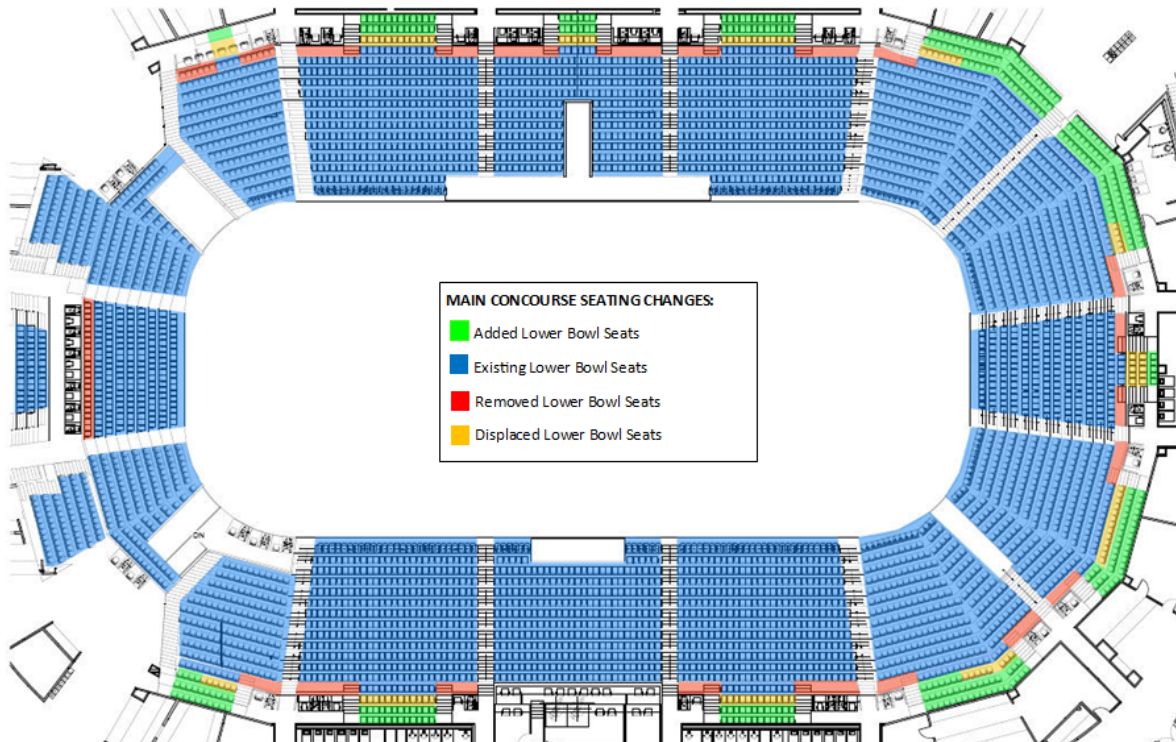 MAIN CONCOURSE SEATING CHANGES:
Added Lower Bowl Seats
Existing Lower Bowl Seats
Removed Lower Bowl Seats
Displaced Lower Bowl Seats